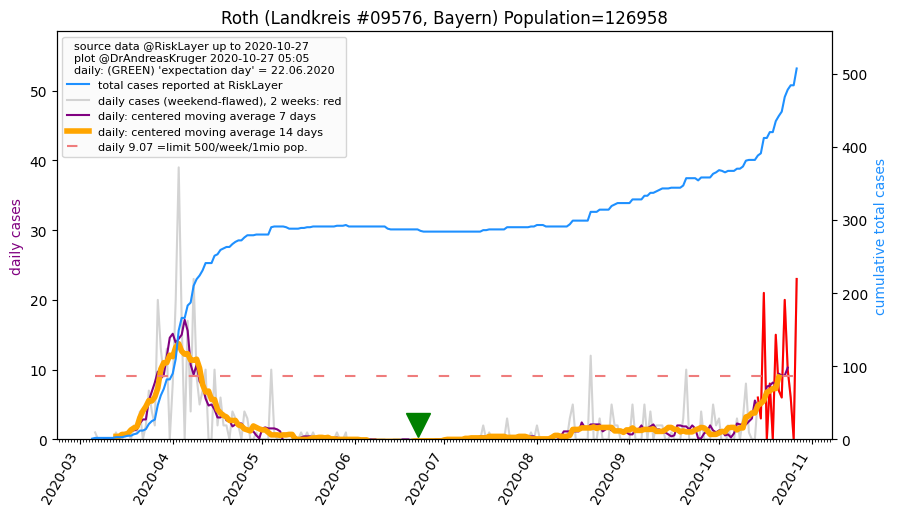 Roth (Landkreis #09576, Bayern) Population=126958
source data @RiskLayer up to 2020-10-27
plot @DrAndreasKruger 2020-10-27 05:05
daily: (GREEN) 'expectation day' = 22.06.2020
total cases reported at RiskLayer
daily cases (weekend-flawed), 2 weeks: red
daily: centered moving average 7 days
daily: centered moving average 14 days
daily 9.07 =limit 500/week/1mio pop.
daily cases
50
40
30
20
10
0
cumulative total cases
500
400
300
200
100
0
2020-03
2020-04
2020-05
2020-06
2020-07
2020-08
2020-09
2020-10
2020-11